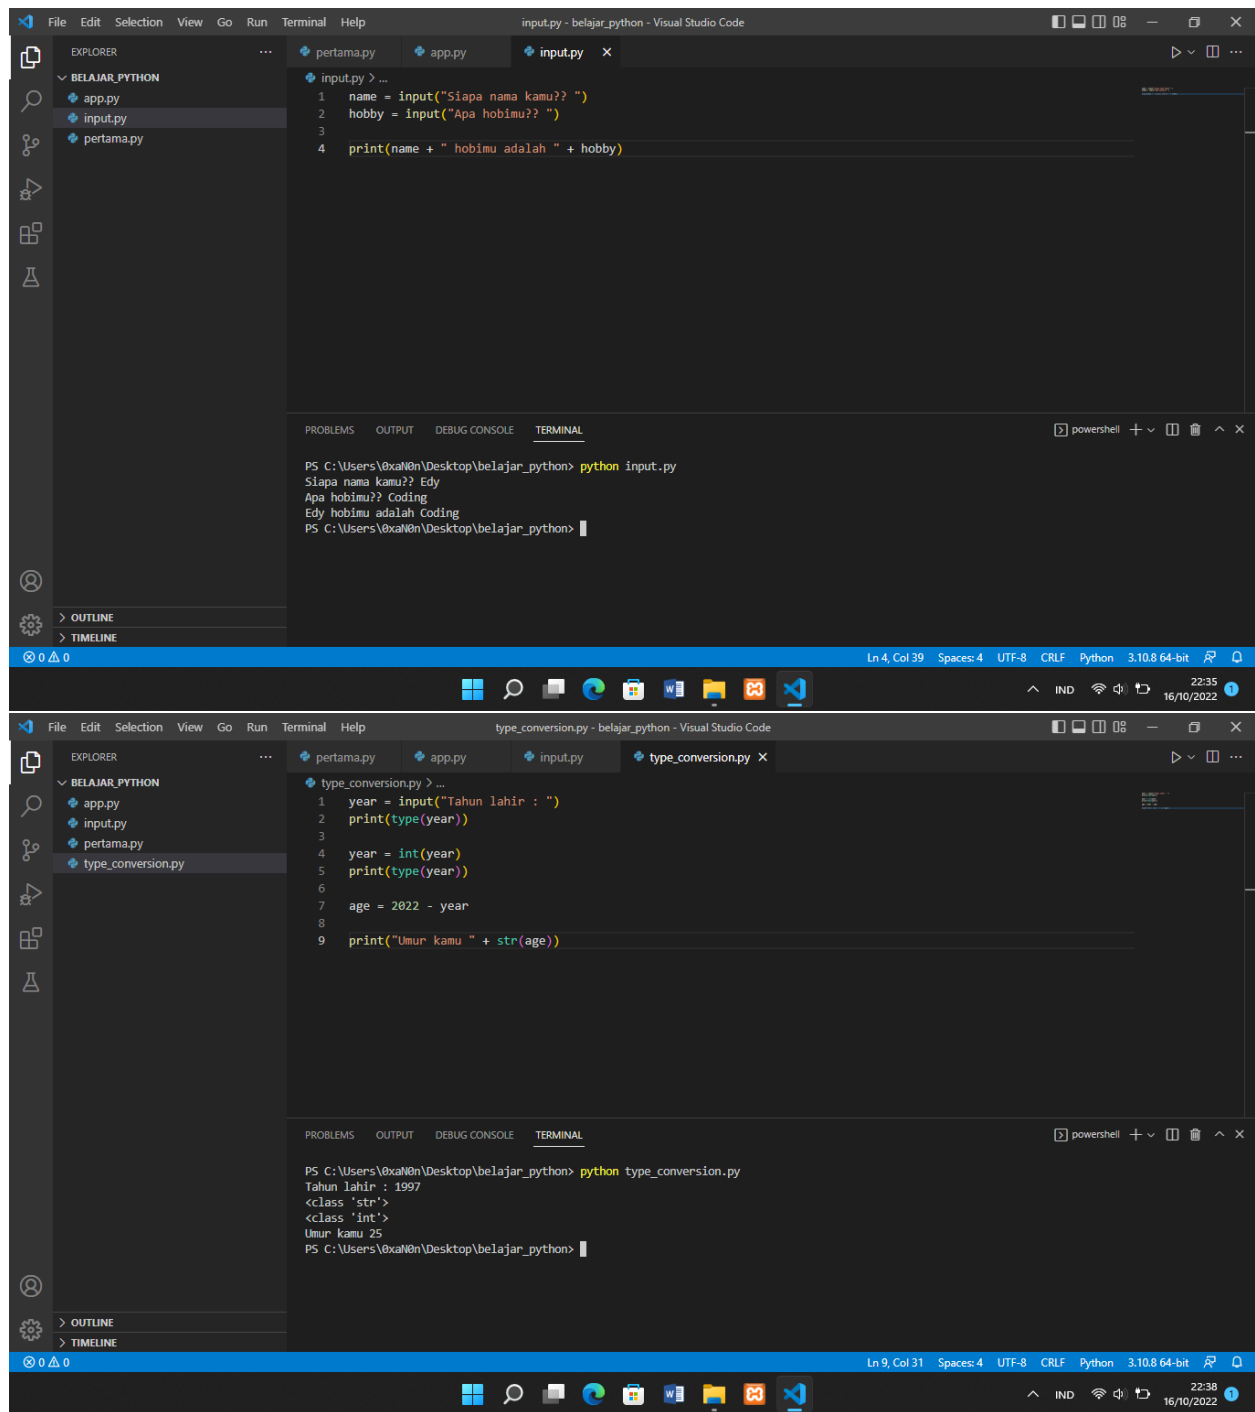 File Edit Selection View Go Run Terminal Help input.py - belajar_python - Visual Studio Code
EXPLORER ... pertama.py app.py input.py
BELAJAR_PYTHON input.py > ...
app.py
input.py
pertama.py
1 name = input("Siapa nama kamu?? ")
2 hobby = input("Apa hobimu?? ")
3
4 print(name + " hobimu adalah " + hobby)
PROBLEMS OUTPUT DEBUG CONSOLE TERMINAL powershell
PS C:\Users\0xaN0n\Desktop\belajar_python> python input.py
Siapa nama kamu?? Edy
Apa hobimu?? Coding
Edy hobimu adalah Coding
PS C:\Users\0xaN0n\Desktop\belajar_python>
OUTLINE
TIMELINE
0 0 Ln 4, Col 39 Spaces: 4 UTF-8 CRLF Python 3.10.8 64-bit
IND 22:35
16/10/2022 1
File Edit Selection View Go Run Terminal Help type_conversion.py - belajar_python - Visual Studio Code
EXPLORER ... pertama.py app.py input.py type_conversion.py
BELAJAR_PYTHON type_conversion.py > ...
app.py
input.py
pertama.py
type_conversion.py
1 year = input("Tahun lahir : ")
2 print(type(year))
3
4 year = int(year)
5 print(type(year))
6
7 age = 2022 - year
8
9 print("Umur kamu " + str(age))
PROBLEMS OUTPUT DEBUG CONSOLE TERMINAL powershell
PS C:\Users\0xaN0n\Desktop\belajar_python> python type_conversion.py
Tahun lahir : 1997
<class 'str'>
<class 'int'>
Umur kamu 25
PS C:\Users\0xaN0n\Desktop\belajar_python>
OUTLINE
TIMELINE
0 0 Ln 9, Col 31 Spaces: 4 UTF-8 CRLF Python 3.10.8 64-bit
IND 22:38
16/10/2022 1